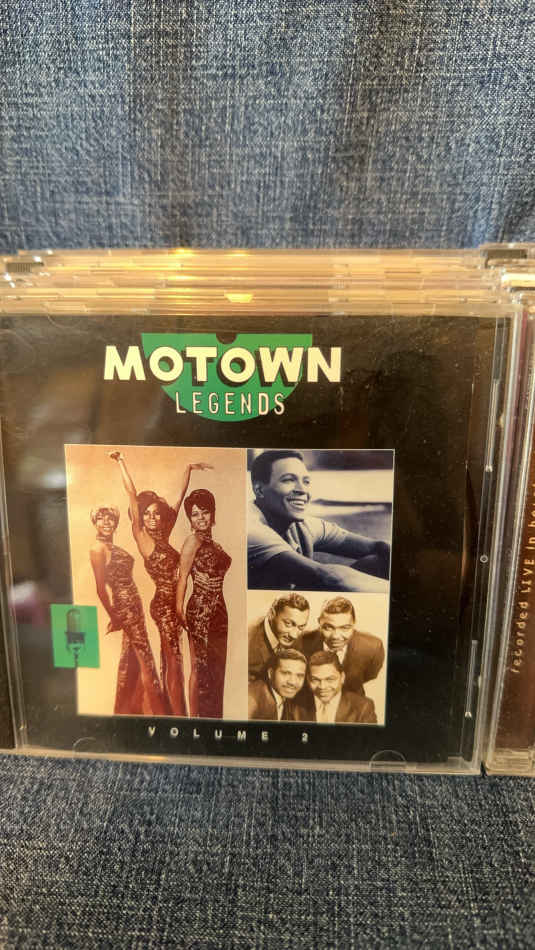 MOTOWN
LEGENDS
VOLUME 2
recorded LIVE in